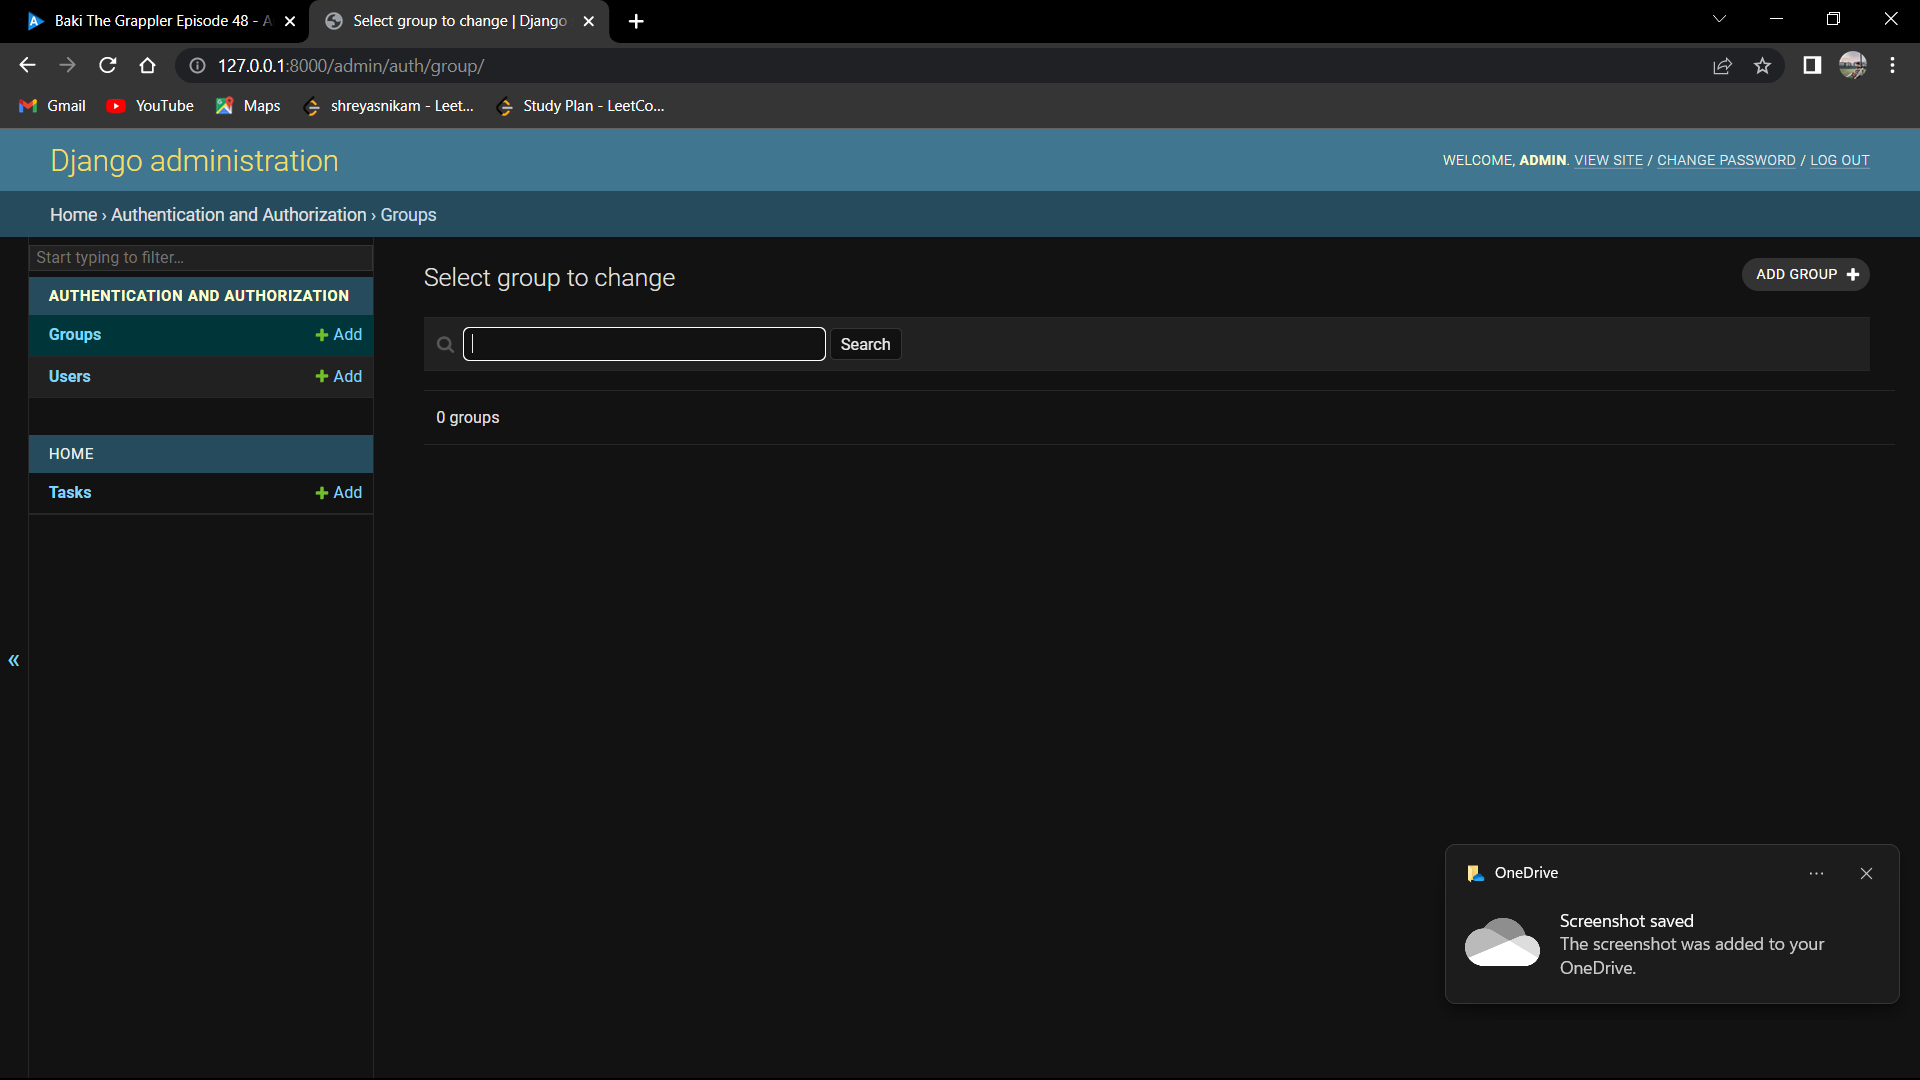 Baki The Grappler Episode 48 - A
Select group to change | Django
127.0.0.1:8000/admin/auth/group/
Gmail
YouTube
Maps
shreyasnikam - Leet...
Study Plan - LeetCo...
Django administration
WELCOME, ADMIN. VIEW SITE / CHANGE PASSWORD / LOG OUT
Home › Authentication and Authorization › Groups
Start typing to filter...
AUTHENTICATION AND AUTHORIZATION
Groups
+ Add
Users
+ Add
HOME
Tasks
+ Add
«
Select group to change
ADD GROUP +
Search
0 groups
OneDrive
Screenshot saved
The screenshot was added to your
OneDrive.